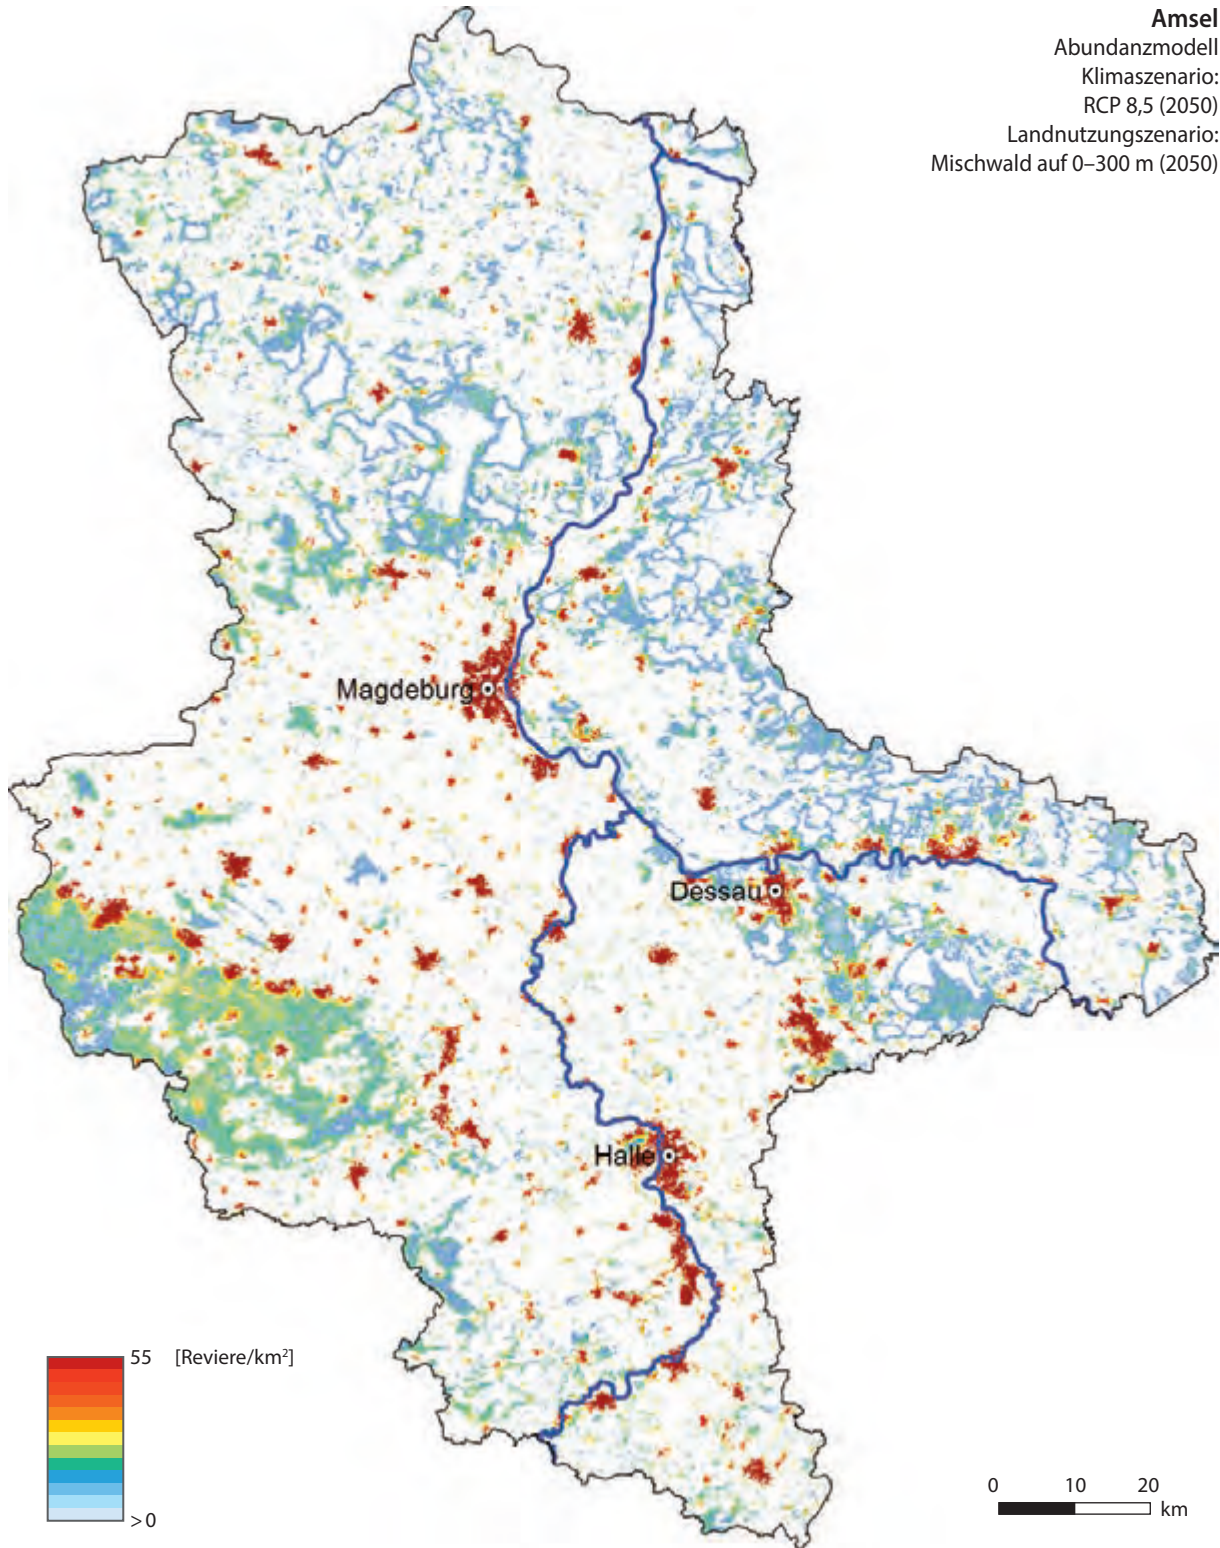 Amsel
Abundanzmodell
Klimaszenario:
RCP 8,5 (2050)
Landnutzungszenario:
Mischwald auf 0–300 m (2050)
Magdeburg
Dessau
Halle
55 [Reviere/km²]
>0
0 10 20
km